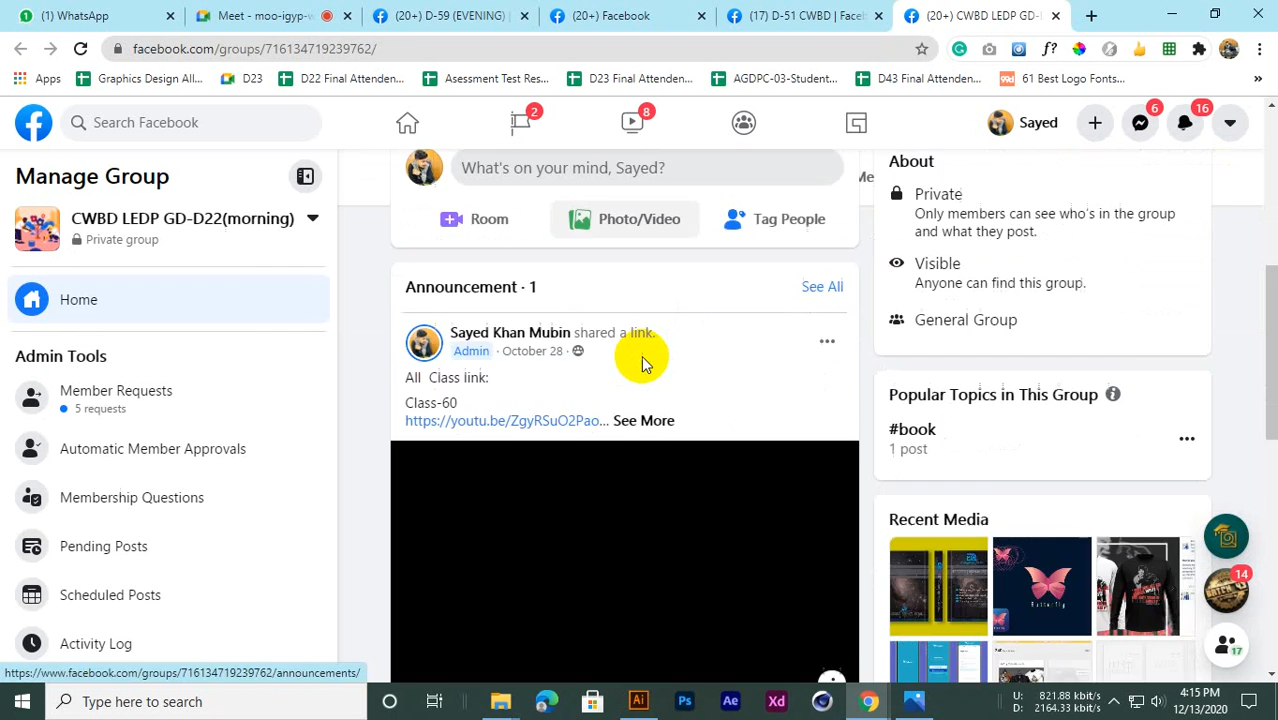 (1) WhatsApp
Meet - moo-igyp-w
(20+) D-59 (EVENING)
(20+) Facebook
(17) D-51 CWBD | Faceb
(20+) CWBD LEDP GD-
facebook.com/groups/716134719239762/
Apps
Graphics Design All...
D23
D22 Final Attenden...
Asessment Test Res...
D23 Final Attenden...
AGDPC-03-Student...
D43 Final Attenden...
61 Best Logo Fonts...
Search Facebook
2
8
Sayed
6
16
Manage Group
CWBD LEDP GD-D22(morning)
Private group
Home
Admin Tools
Member Requests
5 requests
Automatic Member Approvals
Membership Questions
Pending Posts
Scheduled Posts
Activity Log
https://www.facebook.com/groups/716134719239762/announcements/
What's on your mind, Sayed?
Room
Photo/Video
Tag People
Announcement · 1
See All
Sayed Khan Mubin shared a link.
Admin · October 28 ·
All Class link:
Class-60
https://youtu.be/ZgyRSuO2Pao... See More
Me
About
Private
Only members can see who's in the group
and what they post.
Visible
Anyone can find this group.
General Group
Popular Topics in This Group
#book
1 post
Recent Media
Butterfly
14
17
Type here to search
U: 821.88 kbit/s
D: 2164.33 kbit/s
4:15 PM
12/13/2020